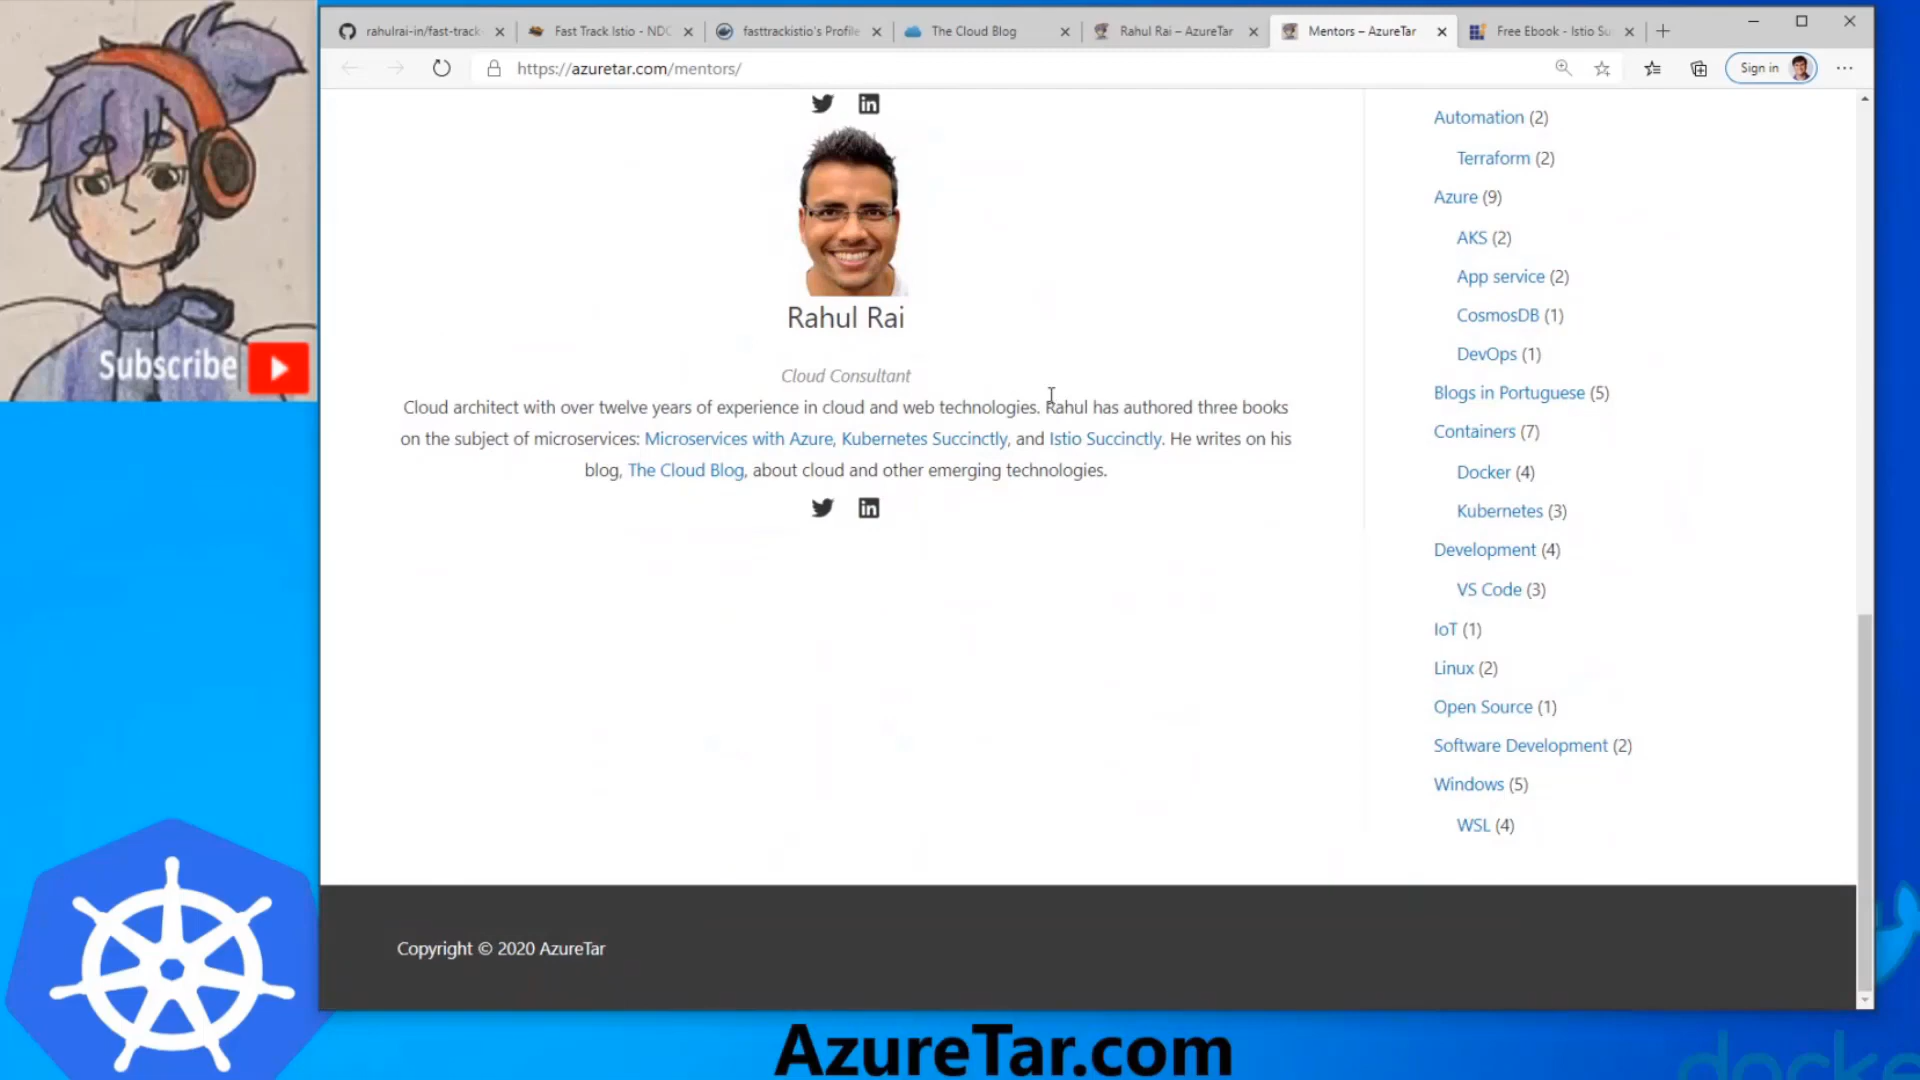 rahulrai-in/fast-track
Fast Track Istio - NDC
fasttrackistio's Profile
The Cloud Blog
Rahul Rai – AzureTar
Mentors – AzureTar
Free Ebook - Istio Su
https://azuretar.com/mentors/
Sign in
Rahul Rai
Cloud Consultant
Cloud architect with over twelve years of experience in cloud and web technologies. Rahul has authored three books
on the subject of microservices: Microservices with Azure, Kubernetes Succinctly, and Istio Succinctly. He writes on his
blog, The Cloud Blog, about cloud and other emerging technologies.
Automation (2)
Terraform (2)
Azure (9)
AKS (2)
App service (2)
CosmosDB (1)
DevOps (1)
Blogs in Portuguese (5)
Containers (7)
Docker (4)
Kubernetes (3)
Development (4)
VS Code (3)
IoT (1)
Linux (2)
Open Source (1)
Software Development (2)
Windows (5)
WSL (4)
Copyright © 2020 AzureTar
Subscribe
AzureTar.com
docke